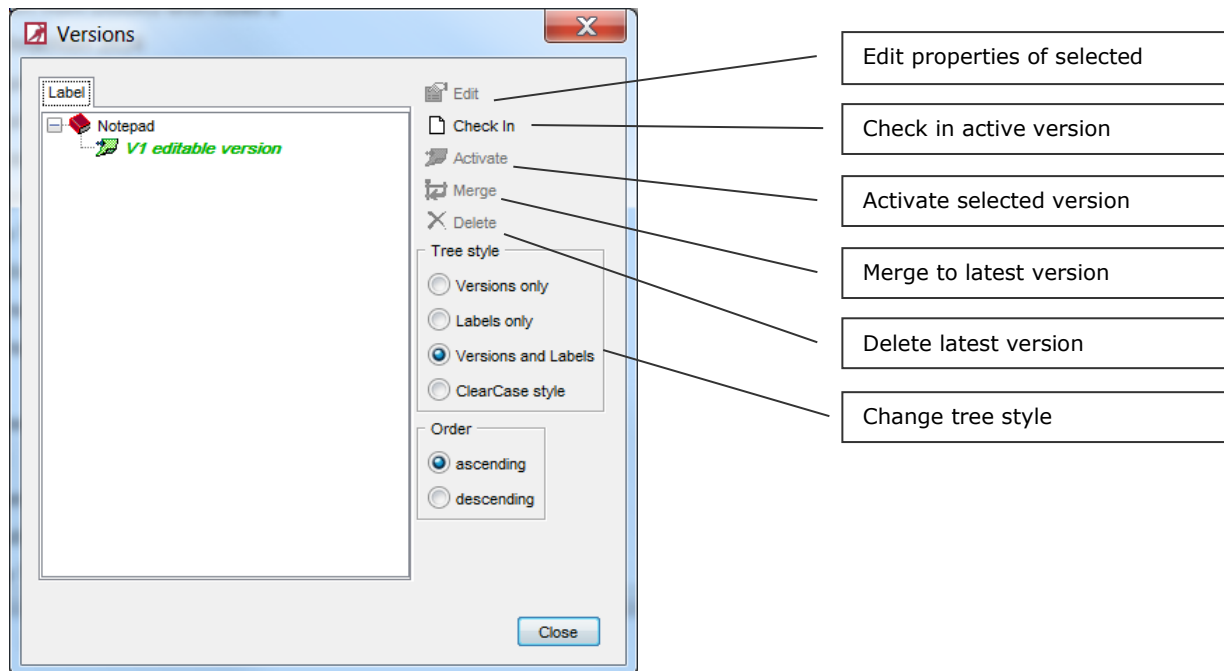 Versions
Label
Notepad
V1 editable version
Edit
Check In
Activate
Merge
Delete
Tree style
Versions only
Labels only
Versions and Labels
ClearCase style
Order
ascending
descending
Close
Edit properties of selected
Check in active version
Activate selected version
Merge to latest version
Delete latest version
Change tree style